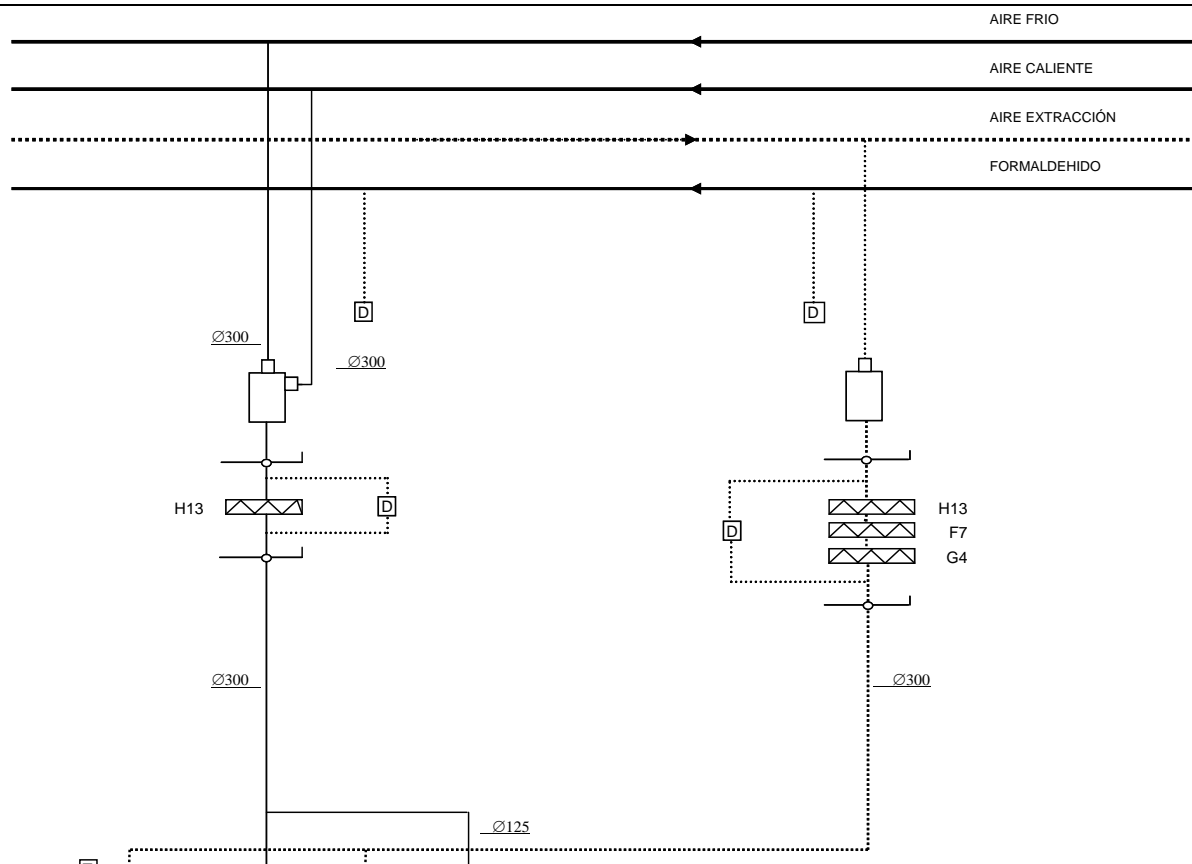 AIRE FRIO
AIRE CALIENTE
AIRE EXTRACCIÓN
FORMALDEHIDO
D
D
∅300
∅300
H13
D
H13
D
F7
G4
∅300
∅300
∅125